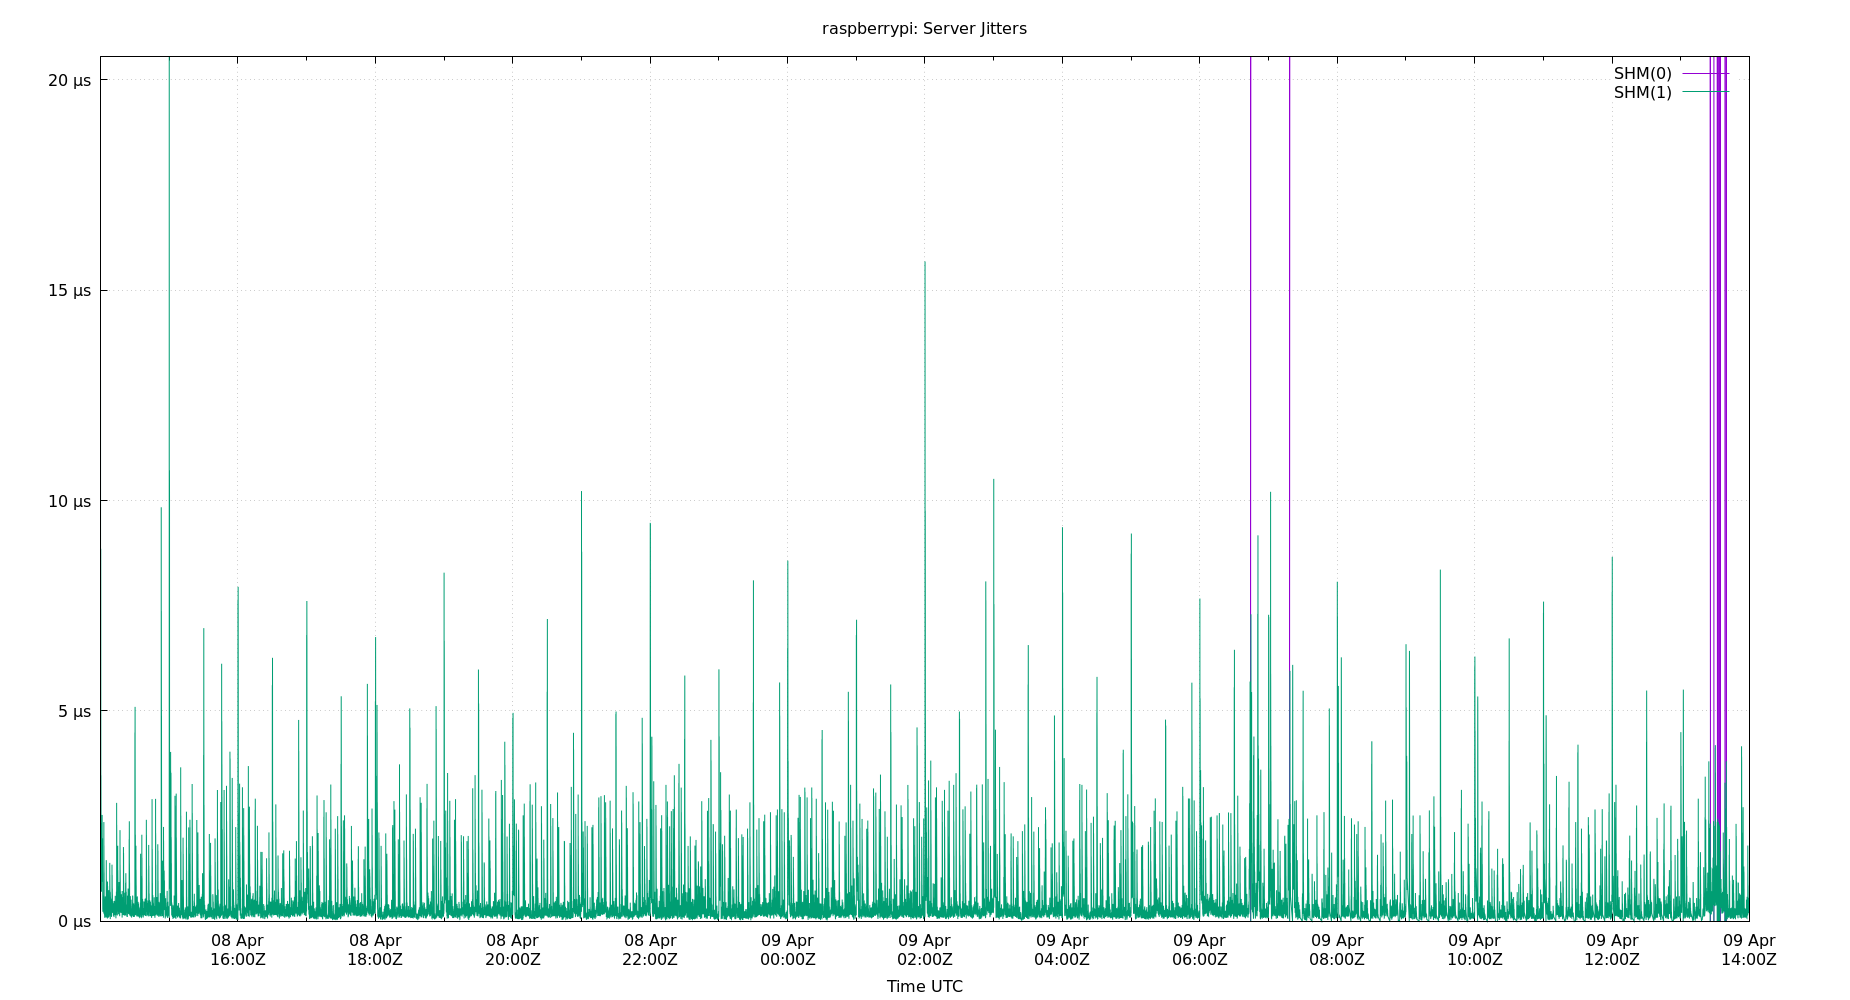 raspberrypi: Server Jitters
20 µs
15 µs
10 µs
5 µs
0 µs
SHM(0)
SHM(1)
08 Apr
16:00Z
08 Apr
18:00Z
08 Apr
20:00Z
08 Apr
22:00Z
09 Apr
00:00Z
09 Apr
02:00Z
09 Apr
04:00Z
09 Apr
06:00Z
09 Apr
08:00Z
09 Apr
10:00Z
09 Apr
12:00Z
09 Apr
14:00Z
Time UTC